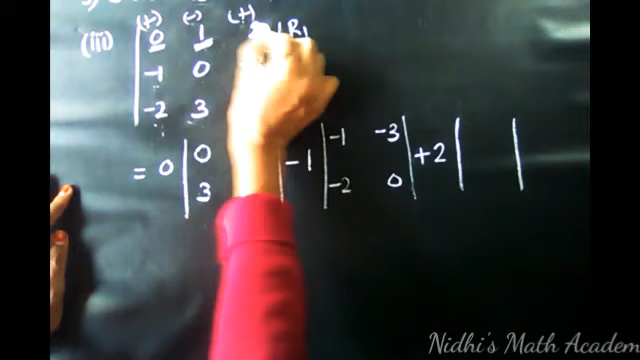 (+) (-) (+)
(iii) | 0 1 | R1
-1 0
-2 3
= 0 | 0 | -1 | -1 -3 | +2 | |
3 -2 0
Nidhi's Math Academ